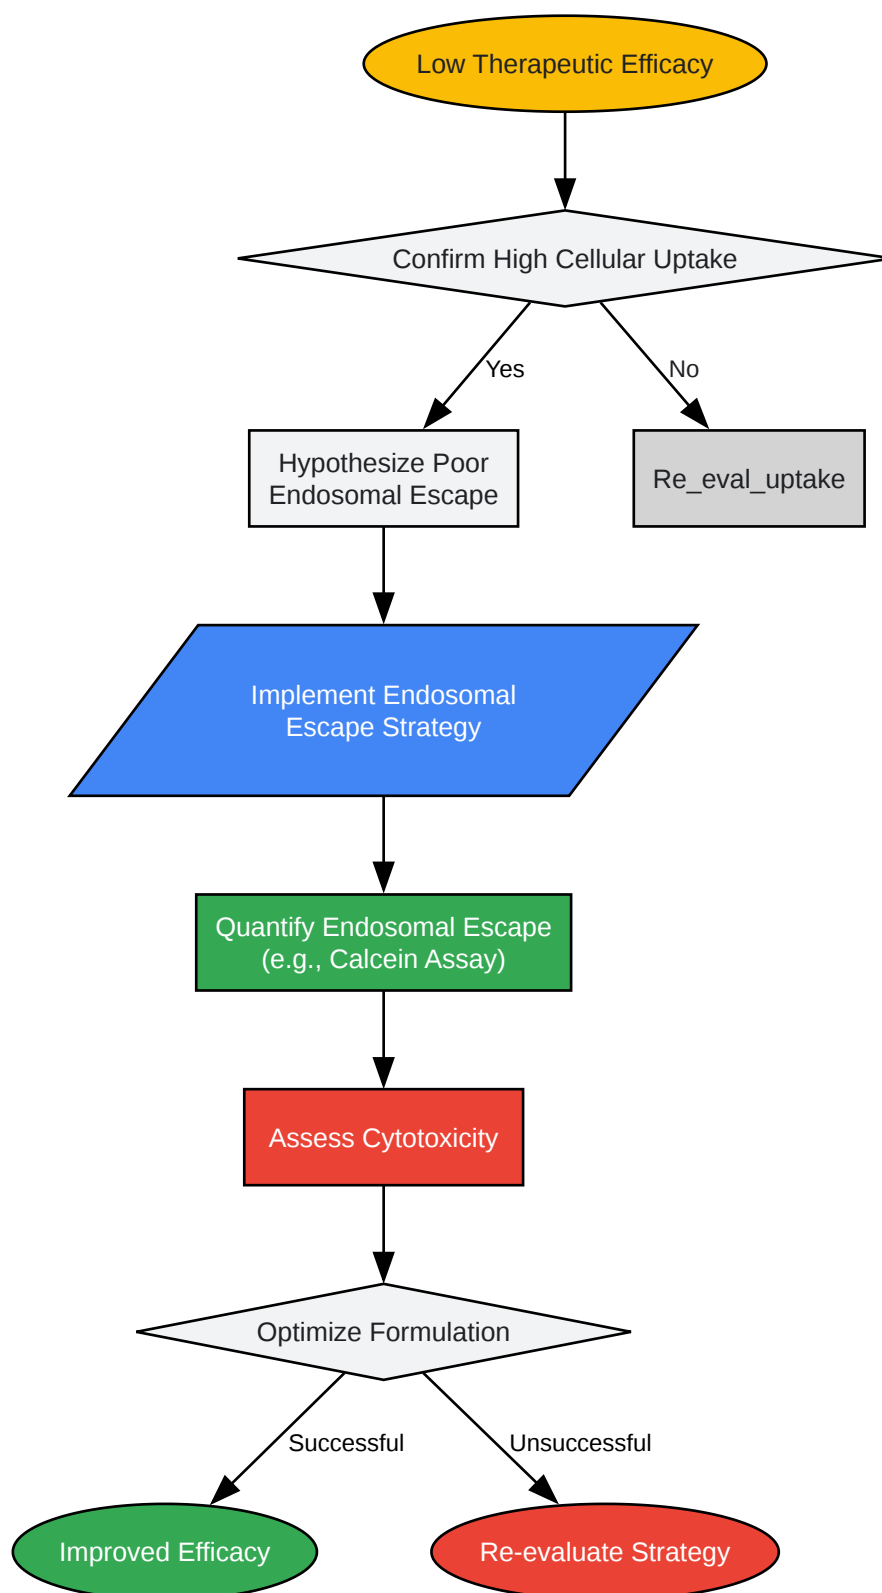 Low Therapeutic Efficacy
Confirm High Cellular Uptake
Yes
No
Hypothesize Poor
Endosomal Escape
Re_eval_uptake
Implement Endosomal
Escape Strategy
Quantify Endosomal Escape
(e.g., Calcein Assay)
Assess Cytotoxicity
Optimize Formulation
Successful
Unsuccessful
Improved Efficacy
Re-evaluate Strategy